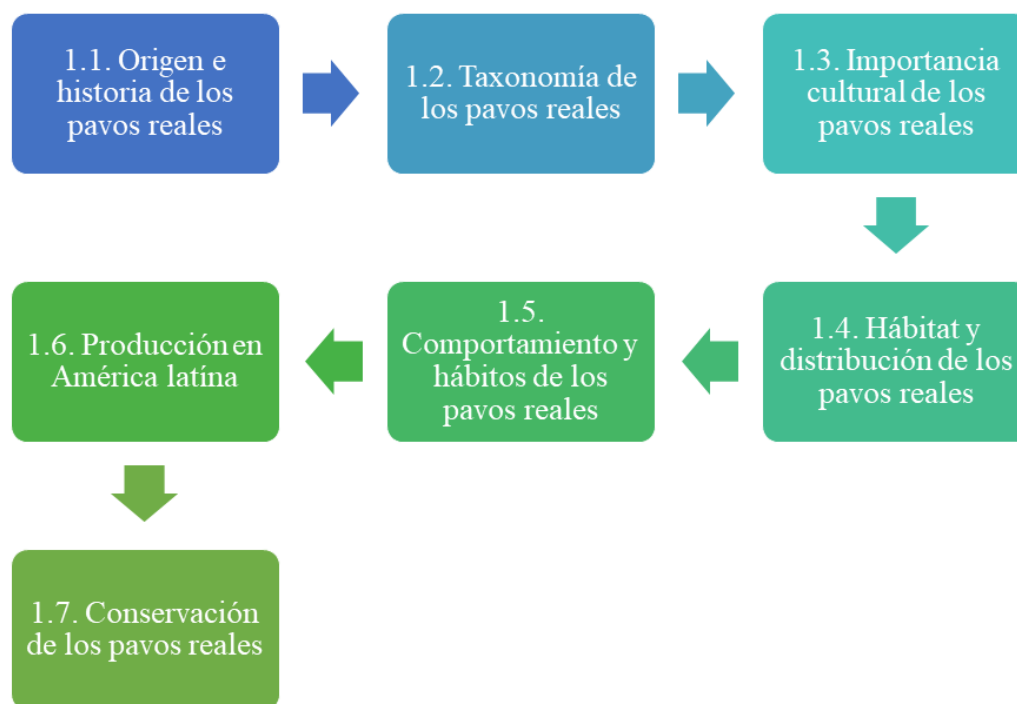 1.1. Origen e
historia de los
pavos reales
1.2. Taxonomía de
los pavos reales
1.3. Importancia
cultural de los
pavos reales
1.4. Hábitat y
distribución de los
pavos reales
1.5.
Comportamiento y
hábitos de los
pavos reales
1.6. Producción en
América latína
1.7. Conservación
de los pavos reales